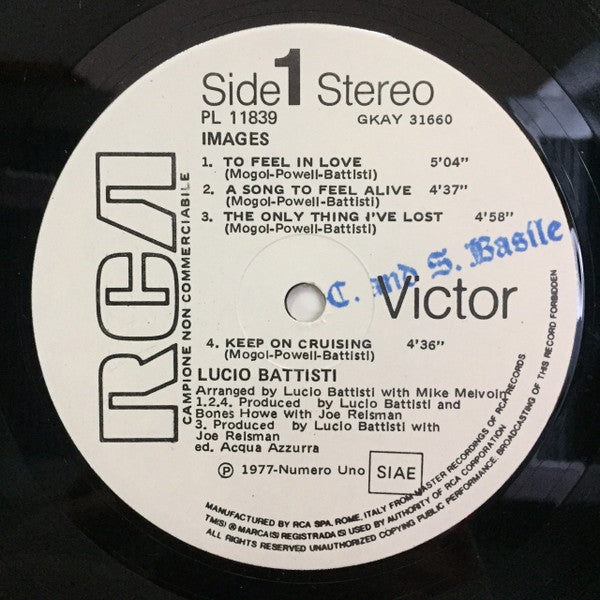 Side 1 Stereo
PL 11839
GKAY 31660
IMAGES
1. TO FEEL IN LOVE 5'04"
(Mogol-Powell-Battisti)
2. A SONG TO FEEL ALIVE 4'37"
(Mogol-Powell-Battisti)
3. THE ONLY THING I'VE LOST 4'58"
(Mogol-Powell-Battisti)
C. and S. Basile
RCA Victor
CAMPIONE NON COMMERCIABILE
4. KEEP ON CRUISING 4'36"
(Mogol-Powell-Battisti)
LUCIO BATTISTI
Arranged by Lucio Battisti with Mike Melvoin
1.2.4. Produced by Lucio Battisti and
Bones Howe with Joe Reisman
3. Produced by Lucio Battisti with
Joe Reisman
ed. Acqua Azzurra
Ⓟ 1977-Numero Uno SIAE
MANUFACTURED BY RCA SPA, ROME, ITALY FROM MASTER RECORDINGS OF RCA RECORDS
TM(S) ® MARCA(S) REGISTRADA(S) USED BY AUTHORITY OF RCA CORPORATION
ALL RIGHTS RESERVED UNAUTHORIZED COPYING PUBLIC PERFORMANCE, BROADCASTING OF THIS RECORD FORBIDDEN